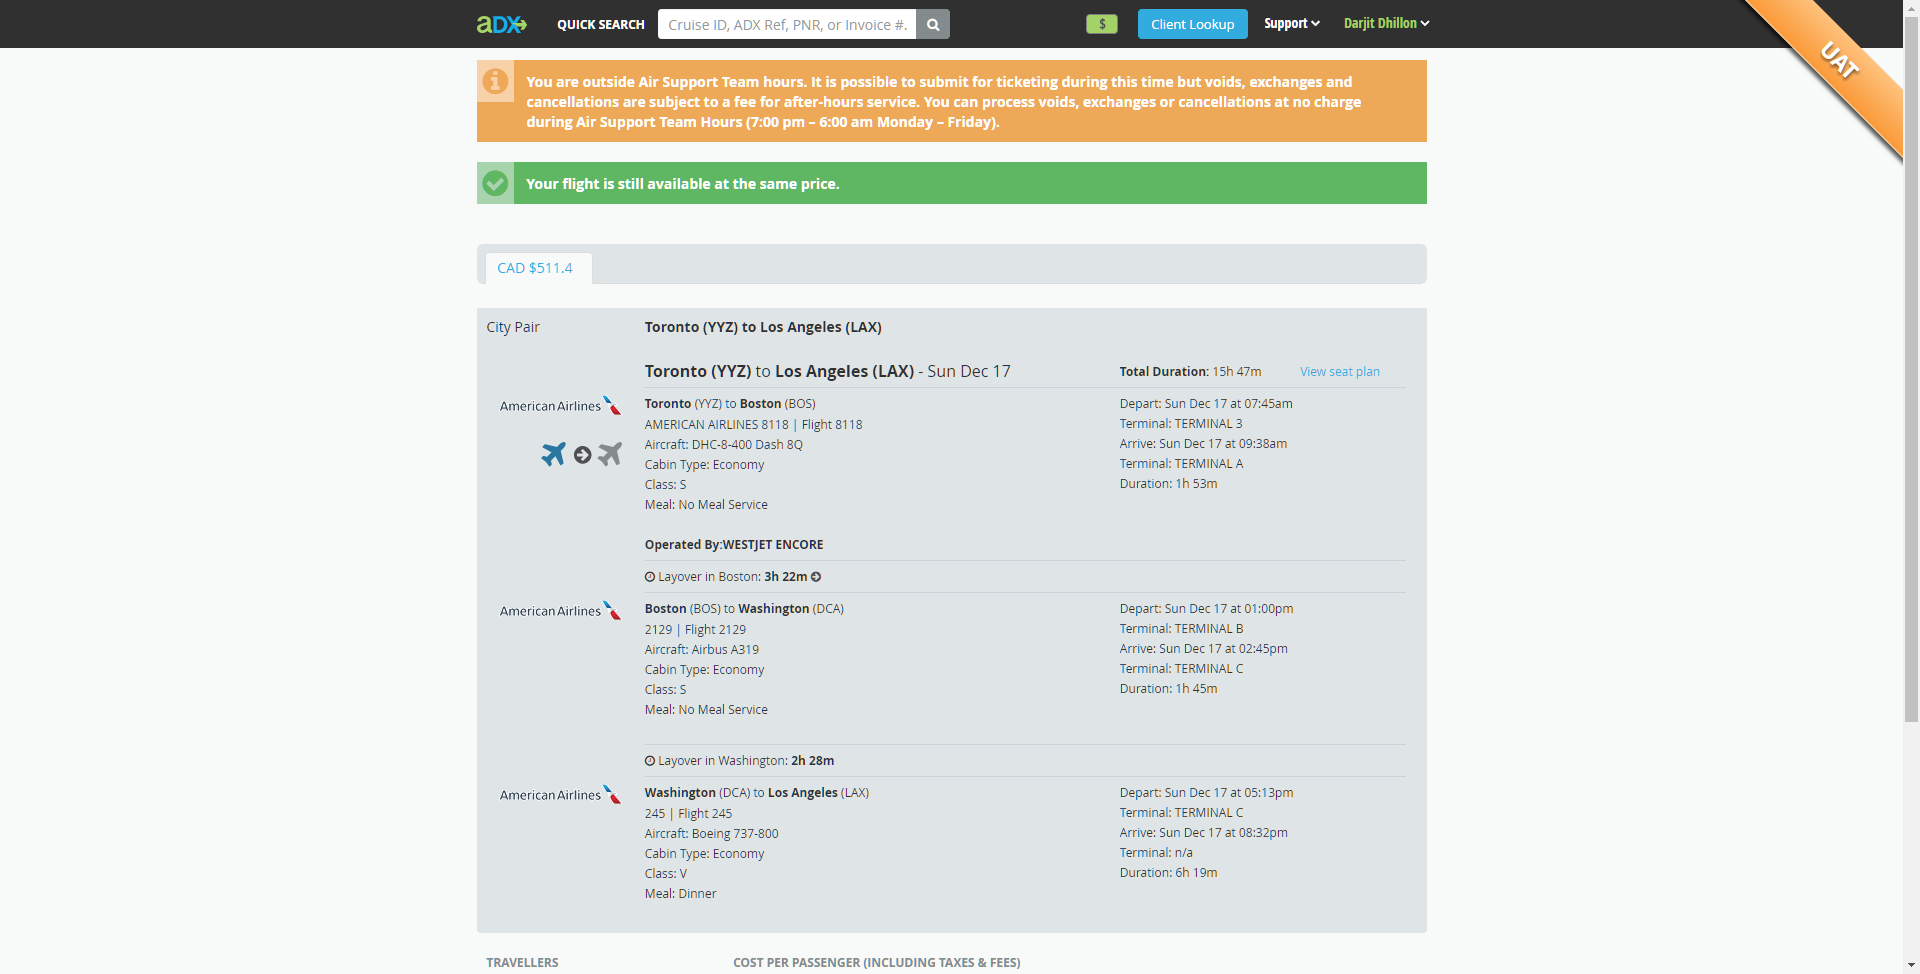 aDX QUICK SEARCH Cruise ID, ADX Ref, PNR, or Invoice #. $ Client Lookup Support Darjit Dhillon
UAT
You are outside Air Support Team hours. It is possible to submit for ticketing during this time but voids, exchanges and
cancellations are subject to a fee for after-hours service. You can process voids, exchanges or cancellations at no charge
during Air Support Team Hours (7:00 pm – 6:00 am Monday – Friday).
Your flight is still available at the same price.
CAD $511.4
City Pair Toronto (YYZ) to Los Angeles (LAX)
Toronto (YYZ) to Los Angeles (LAX) - Sun Dec 17 Total Duration: 15h 47m View seat plan
American Airlines
Toronto (YYZ) to Boston (BOS) Depart: Sun Dec 17 at 07:45am
AMERICAN AIRLINES 8118 | Flight 8118 Terminal: TERMINAL 3
Aircraft: DHC-8-400 Dash 8Q Arrive: Sun Dec 17 at 09:38am
Cabin Type: Economy Terminal: TERMINAL A
Class: S Duration: 1h 53m
Meal: No Meal Service
Operated By:WESTJET ENCORE
Layover in Boston: 3h 22m
American Airlines
Boston (BOS) to Washington (DCA) Depart: Sun Dec 17 at 01:00pm
2129 | Flight 2129 Terminal: TERMINAL B
Aircraft: Airbus A319 Arrive: Sun Dec 17 at 02:45pm
Cabin Type: Economy Terminal: TERMINAL C
Class: S Duration: 1h 45m
Meal: No Meal Service
Layover in Washington: 2h 28m
American Airlines
Washington (DCA) to Los Angeles (LAX) Depart: Sun Dec 17 at 05:13pm
245 | Flight 245 Terminal: TERMINAL C
Aircraft: Boeing 737-800 Arrive: Sun Dec 17 at 08:32pm
Cabin Type: Economy Terminal: n/a
Class: V Duration: 6h 19m
Meal: Dinner
TRAVELLERS COST PER PASSENGER (INCLUDING TAXES & FEES)